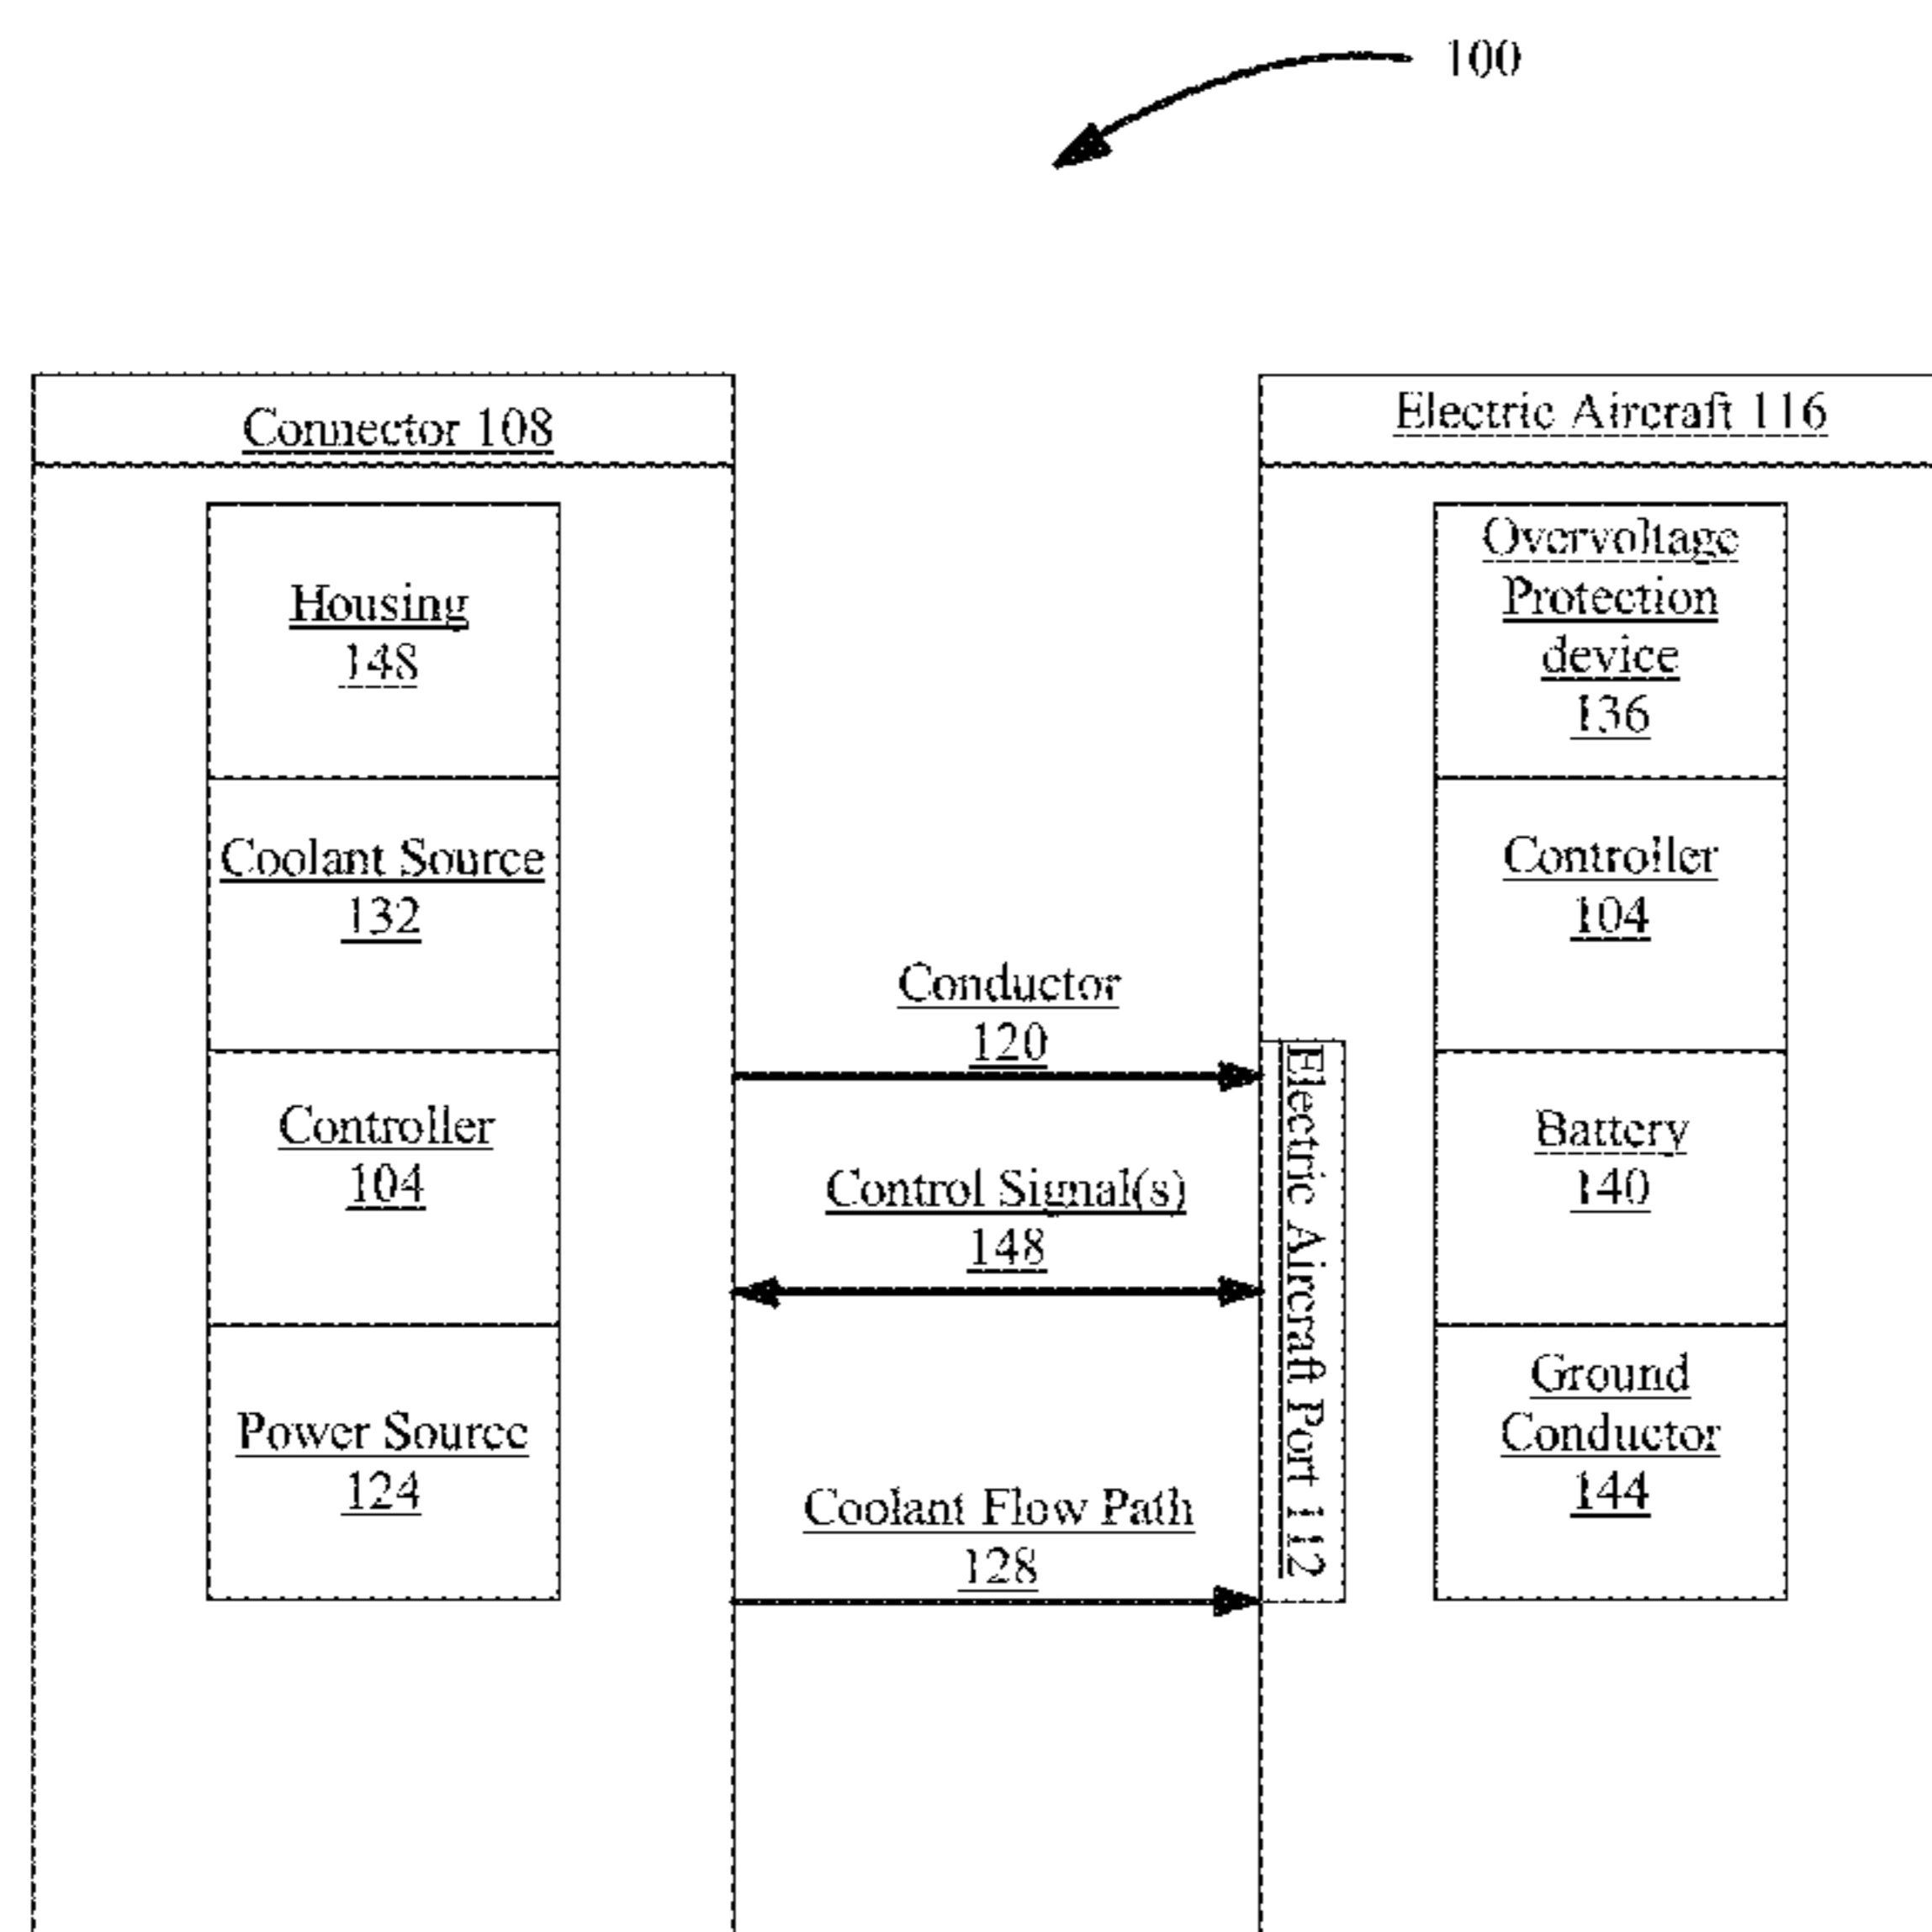 100
Connector 108
Housing
148
Coolant Source
132
Controller
104
Power Source
124
Conductor
120
Control Signal(s)
148
Coolant Flow Path
128
Electric Aircraft Port 112
Electric Aircraft 116
Overvoltage
Protection
device
136
Controller
104
Battery
140
Ground
Conductor
144